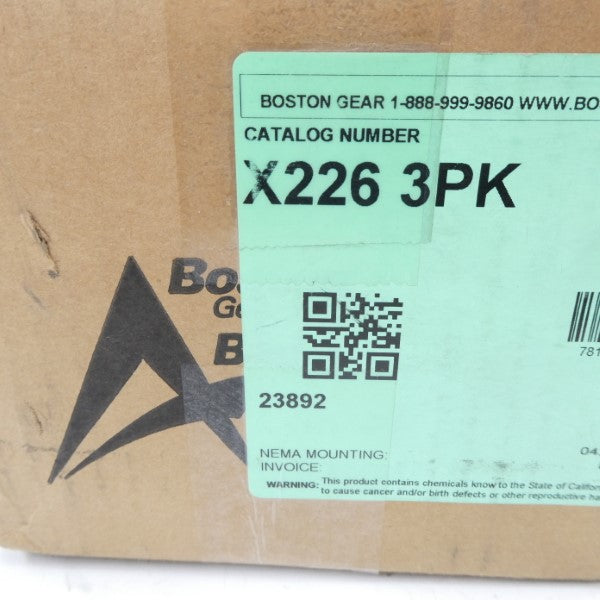 BOSTON GEAR 1-888-999-9860 WWW.BO
CATALOG NUMBER
X226 3PK
Bos
Ge
B
23892
781
NEMA MOUNTING:
04.
INVOICE:
WARNING: This product contains chemicals know to the State of Califor
to cause cancer and/or birth defects or other reproductive ha